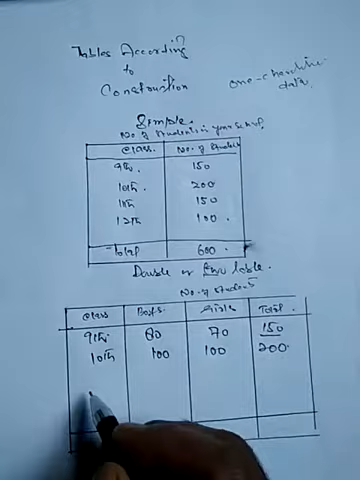 Tables According
to
Construction
one-
data
Simple
No. of Students in your School
Class. No. of Students
9th. 150
10th. 200
11th 150
12th 100.
Total 600.
Double or Two Table.
No. of Students
Class Boys. Girls Total.
9th. 80 70 150
10th 100 100 200.